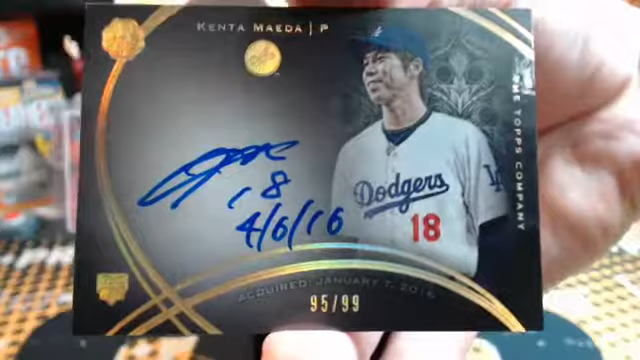 KENTA MAEDA | P
THE TOPPS COMPANY
Dodgers
LA
18
18
4/6/16
ACQUIRED: JANUARY 7, 2016
95/99